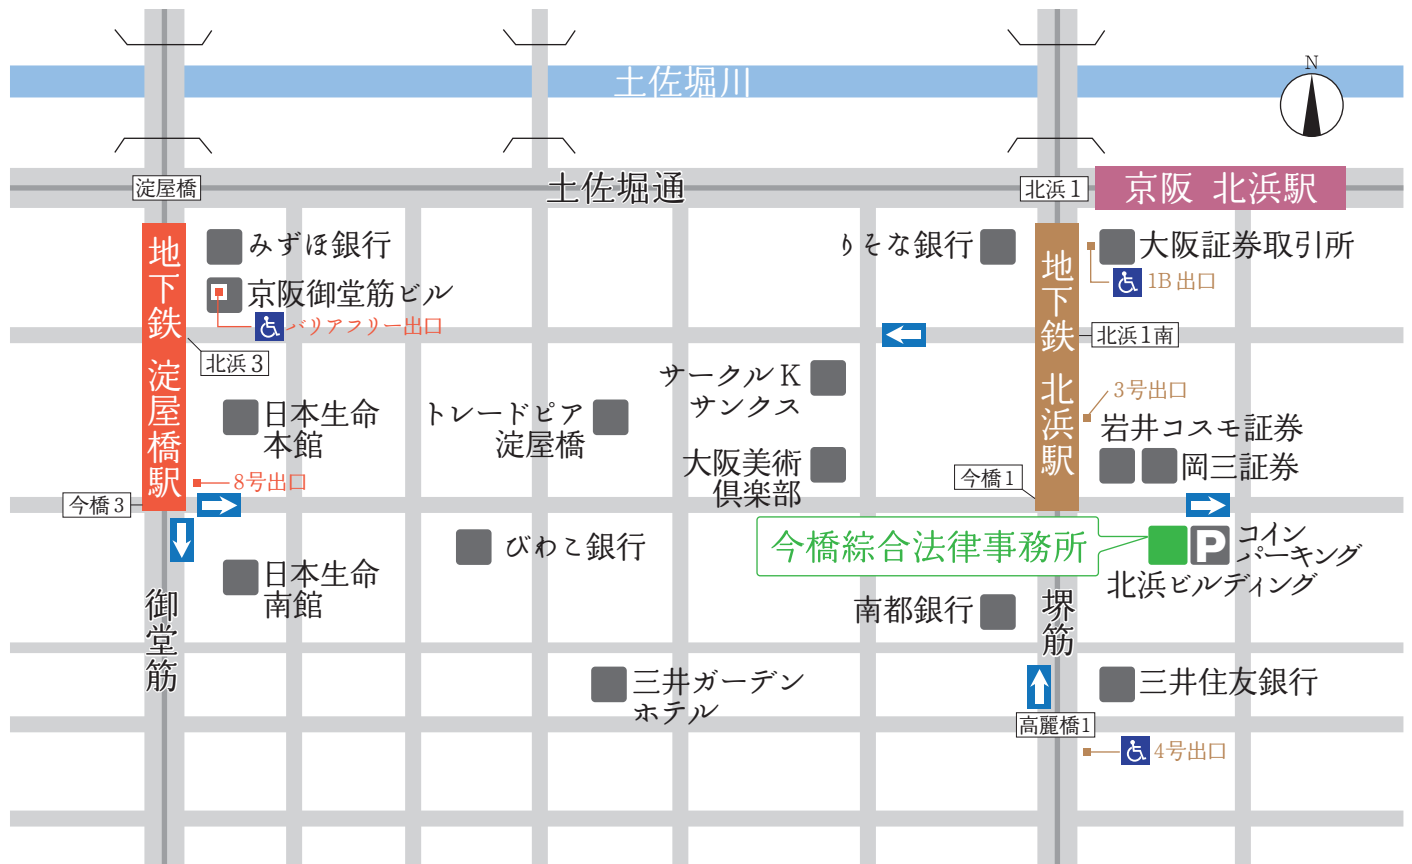 土佐堀川
N
淀屋橋
土佐堀通
北浜1
京阪 北浜駅
地下鉄 淀屋橋駅
みずほ銀行
京阪御堂筋ビル
バリアフリー出口
北浜3
りそな銀行
地下鉄 北浜駅
大阪証券取引所
1B出口
北浜1南
日本生命
本館
トレードピア
淀屋橋
サークルK
サンクス
大阪美術
倶楽部
3号出口
岩井コスモ証券
岡三証券
8号出口
今橋3
今橋1
びわこ銀行
今橋綜合法律事務所
P
コイン
パーキング
北浜ビルディング
日本生命
南館
御堂筋
南都銀行
堺筋
三井ガーデン
ホテル
三井住友銀行
高麗橋1
4号出口